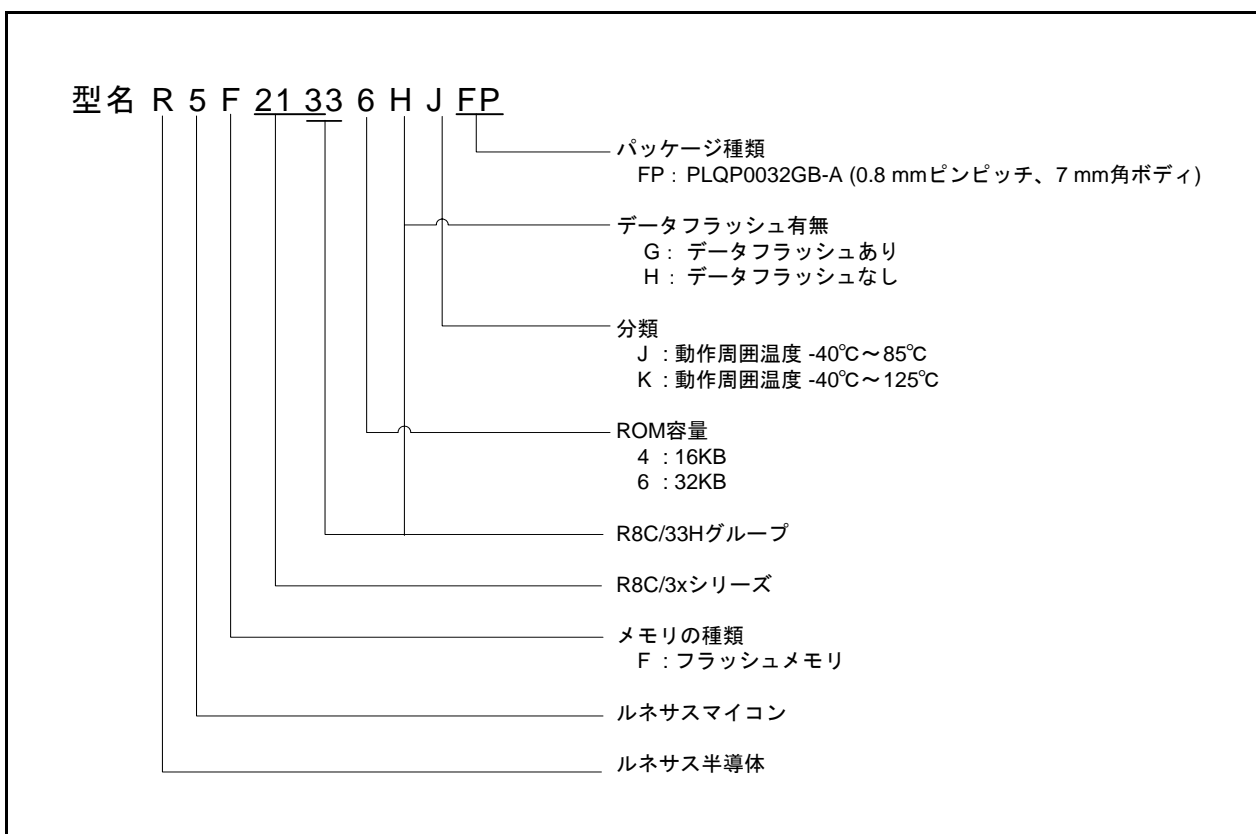 型名 R 5 F 21 33 6 H J FP
パッケージ種類
FP : PLQP0032GB-A (0.8 mmピンピッチ、7 mm角ボディ)
データフラッシュ有無
G : データフラッシュあり
H : データフラッシュなし
分類
J : 動作周囲温度 -40℃～85℃
K : 動作周囲温度 -40℃～125℃
ROM容量
4 : 16KB
6 : 32KB
R8C/33Hグループ
R8C/3xシリーズ
メモリの種類
F : フラッシュメモリ
ルネサスマイコン
ルネサス半導体